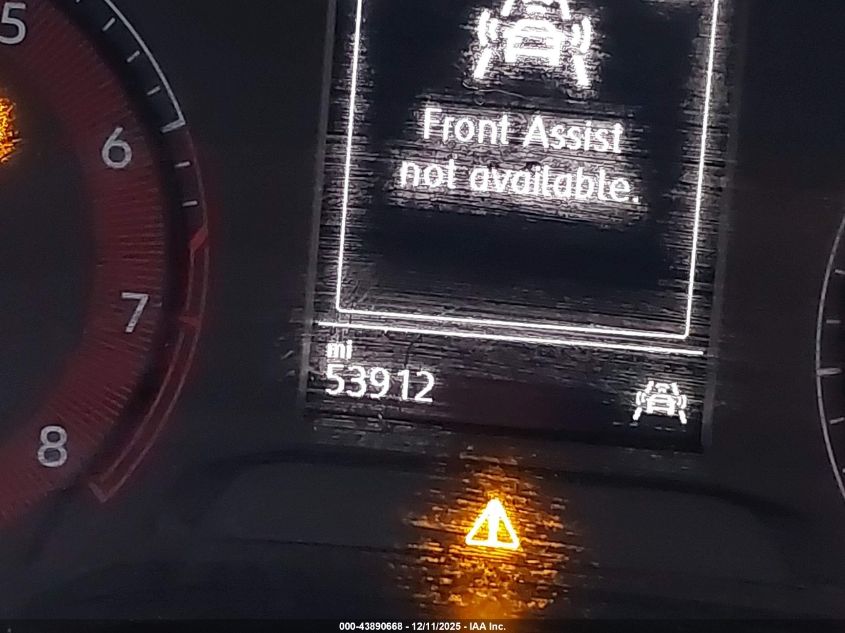 5
6
7
8
Front Assist
not available.
mi
53912
000-43890668 - 12/11/2025 - IAA Inc.